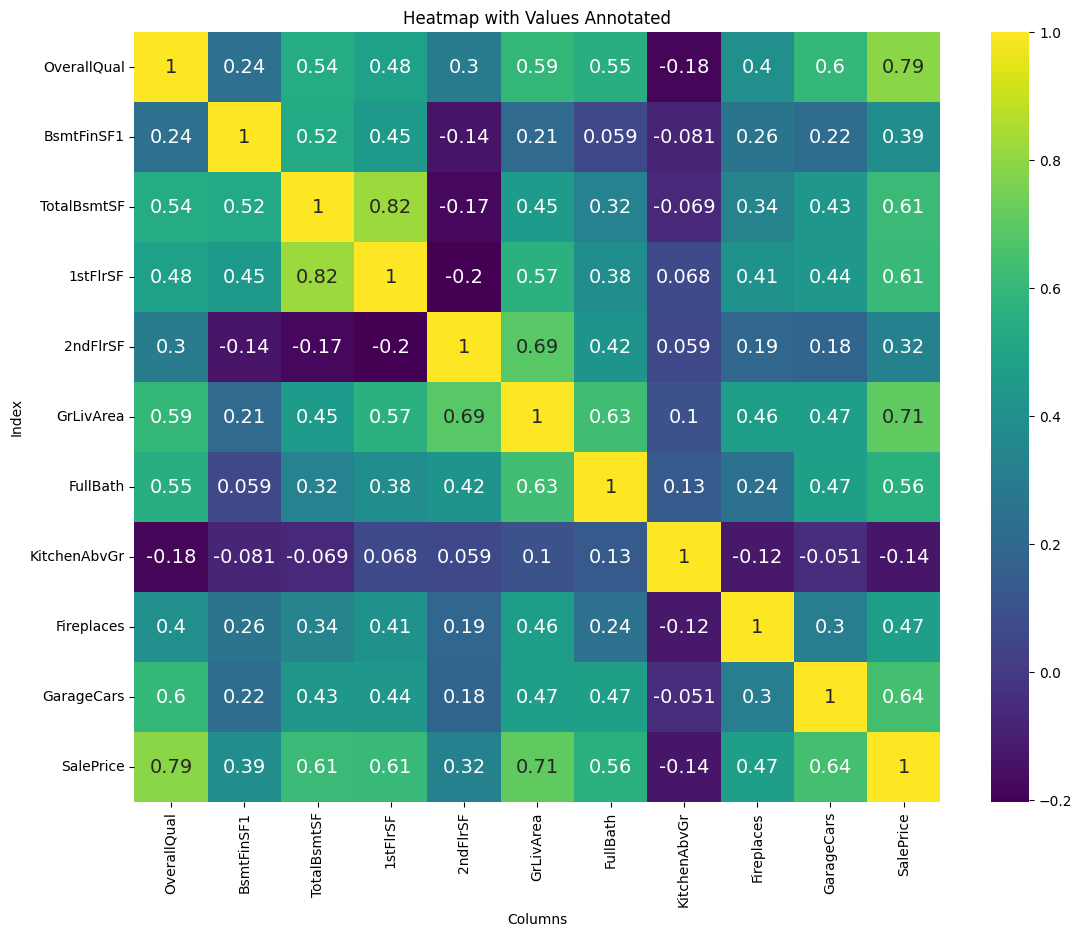 Heatmap with Values Annotated
OverallQual 1 0.24 0.54 0.48 0.3 0.59 0.55 -0.18 0.4 0.6 0.79
BsmtFinSF1 0.24 1 0.52 0.45 -0.14 0.21 0.059 -0.081 0.26 0.22 0.39
TotalBsmtSF 0.54 0.52 1 0.82 -0.17 0.45 0.32 -0.069 0.34 0.43 0.61
1stFlrSF 0.48 0.45 0.82 1 -0.2 0.57 0.38 0.068 0.41 0.44 0.61
2ndFlrSF 0.3 -0.14 -0.17 -0.2 1 0.69 0.42 0.059 0.19 0.18 0.32
GrLivArea 0.59 0.21 0.45 0.57 0.69 1 0.63 0.1 0.46 0.47 0.71
FullBath 0.55 0.059 0.32 0.38 0.42 0.63 1 0.13 0.24 0.47 0.56
KitchenAbvGr -0.18 -0.081 -0.069 0.068 0.059 0.1 0.13 1 -0.12 -0.051 -0.14
Fireplaces 0.4 0.26 0.34 0.41 0.19 0.46 0.24 -0.12 1 0.3 0.47
GarageCars 0.6 0.22 0.43 0.44 0.18 0.47 0.47 -0.051 0.3 1 0.64
SalePrice 0.79 0.39 0.61 0.61 0.32 0.71 0.56 -0.14 0.47 0.64 1
Index
OverallQual BsmtFinSF1 TotalBsmtSF 1stFlrSF 2ndFlrSF GrLivArea FullBath KitchenAbvGr Fireplaces GarageCars SalePrice
Columns
1.0
0.8
0.6
0.4
0.2
0.0
−0.2